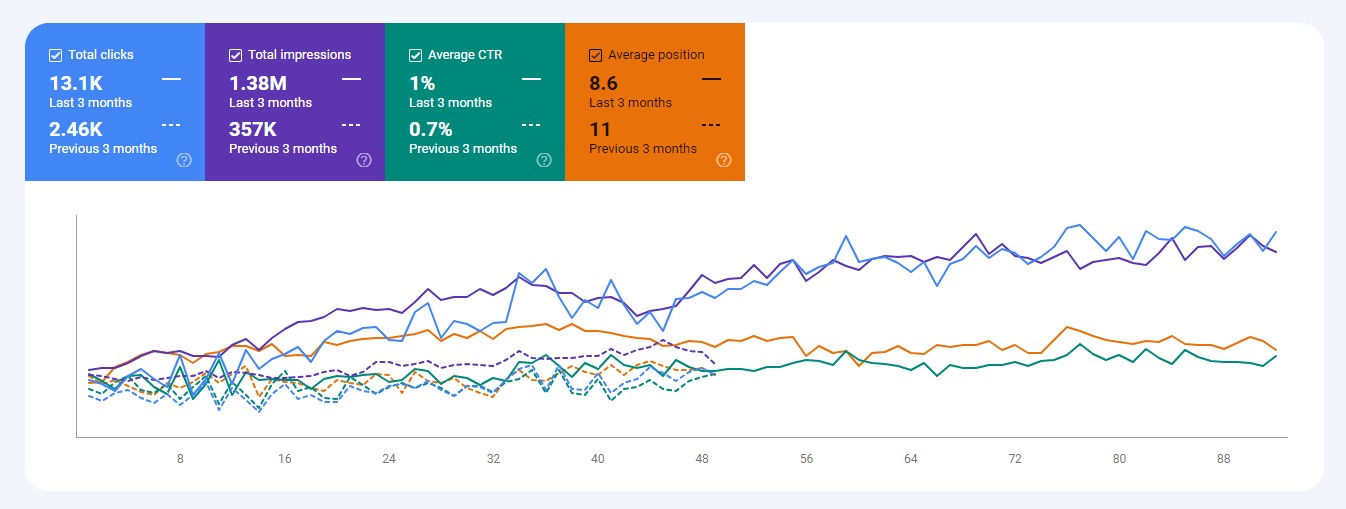 Total clicks
13.1K
Last 3 months
2.46K
Previous 3 months
Total impressions
1.38M
Last 3 months
357K
Previous 3 months
Average CTR
1%
Last 3 months
0.7%
Previous 3 months
Average position
8.6
Last 3 months
11
Previous 3 months
8 16 24 32 40 48 56 64 72 80 88